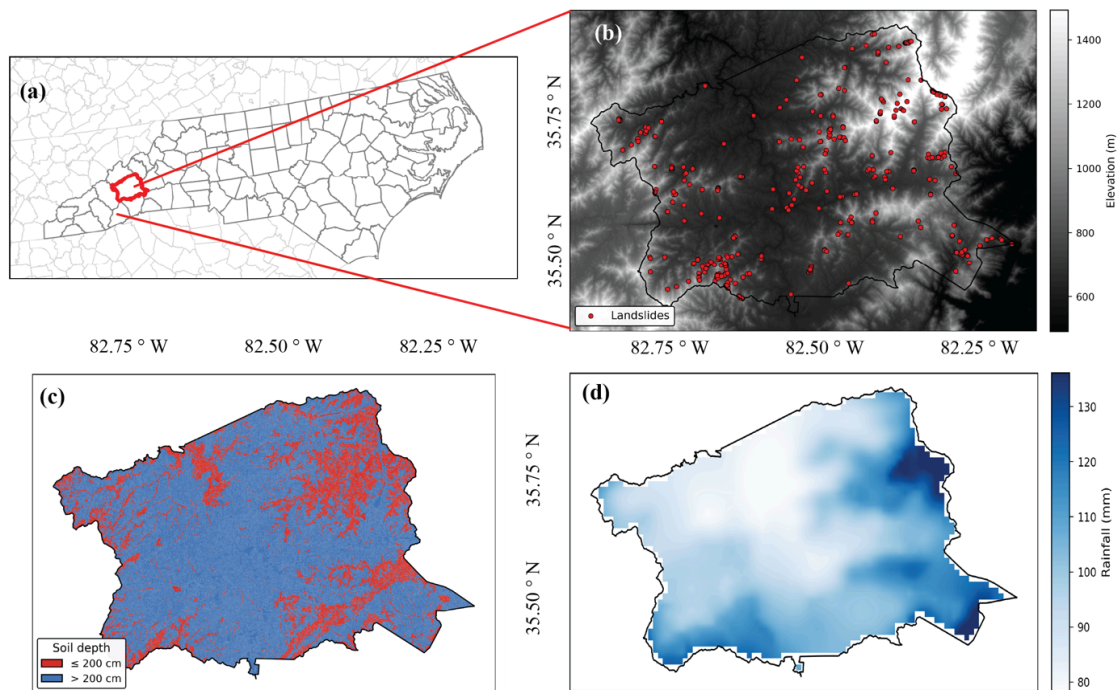 (a)
(b)
35.75 ° N
35.50 ° N
Landslides
1400
1200
1000
800
600
Elevation (m)
82.75 ° W
82.50 ° W
82.25 ° W
82.75 ° W
82.50 ° W
82.25 ° W
(c)
Soil depth
≤ 200 cm
> 200 cm
35.75 ° N
35.50 ° N
(d)
130
120
110
100
90
80
Rainfall (mm)